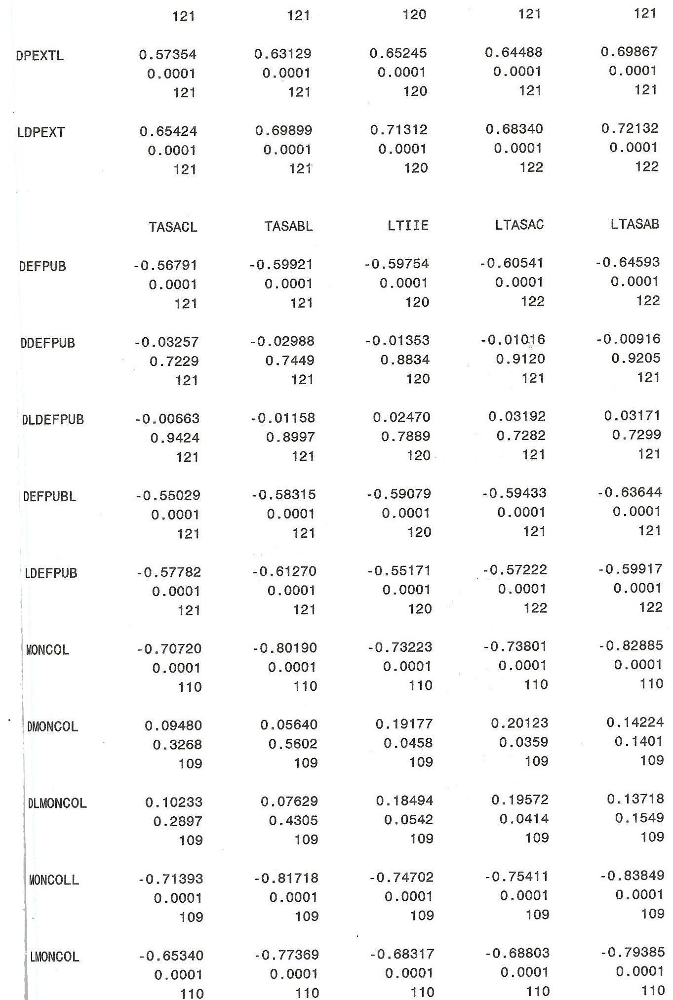 121 121 120 121 121
DPEXTL 0.57354 0.63129 0.65245 0.64488 0.69867
0.0001 0.0001 0.0001 0.0001 0.0001
121 121 120 121 121
LDPEXT 0.65424 0.69899 0.71312 0.68340 0.72132
0.0001 0.0001 0.0001 0.0001 0.0001
121 121 120 122 122
TASACL TASABL LTIIE LTASAC LTASAB
DEFPUB -0.56791 -0.59921 -0.59754 -0.60541 -0.64593
0.0001 0.0001 0.0001 0.0001 0.0001
121 121 120 122 122
DDEFPUB -0.03257 -0.02988 -0.01353 -0.01016 -0.00916
0.7229 0.7449 0.8834 0.9120 0.9205
121 121 120 121 121
DLDEFPUB -0.00663 -0.01158 0.02470 0.03192 0.03171
0.9424 0.8997 0.7889 0.7282 0.7299
121 121 120 121 121
DEFPUBL -0.55029 -0.58315 -0.59079 -0.59433 -0.63644
0.0001 0.0001 0.0001 0.0001 0.0001
121 121 120 121 121
LDEFPUB -0.57782 -0.61270 -0.55171 -0.57222 -0.59917
0.0001 0.0001 0.0001 0.0001 0.0001
121 121 120 122 122
MONCOL -0.70720 -0.80190 -0.73223 -0.73801 -0.82885
0.0001 0.0001 0.0001 0.0001 0.0001
110 110 110 110 110
DMONCOL 0.09480 0.05640 0.19177 0.20123 0.14224
0.3268 0.5602 0.0458 0.0359 0.1401
109 109 109 109 109
DLMONCOL 0.10233 0.07629 0.18494 0.19572 0.13718
0.2897 0.4305 0.0542 0.0414 0.1549
109 109 109 109 109
MONCOLL -0.71393 -0.81718 -0.74702 -0.75411 -0.83849
0.0001 0.0001 0.0001 0.0001 0.0001
109 109 109 109 109
LMONCOL -0.65340 -0.77369 -0.68317 -0.68803 -0.79385
0.0001 0.0001 0.0001 0.0001 0.0001
110 110 110 110 110